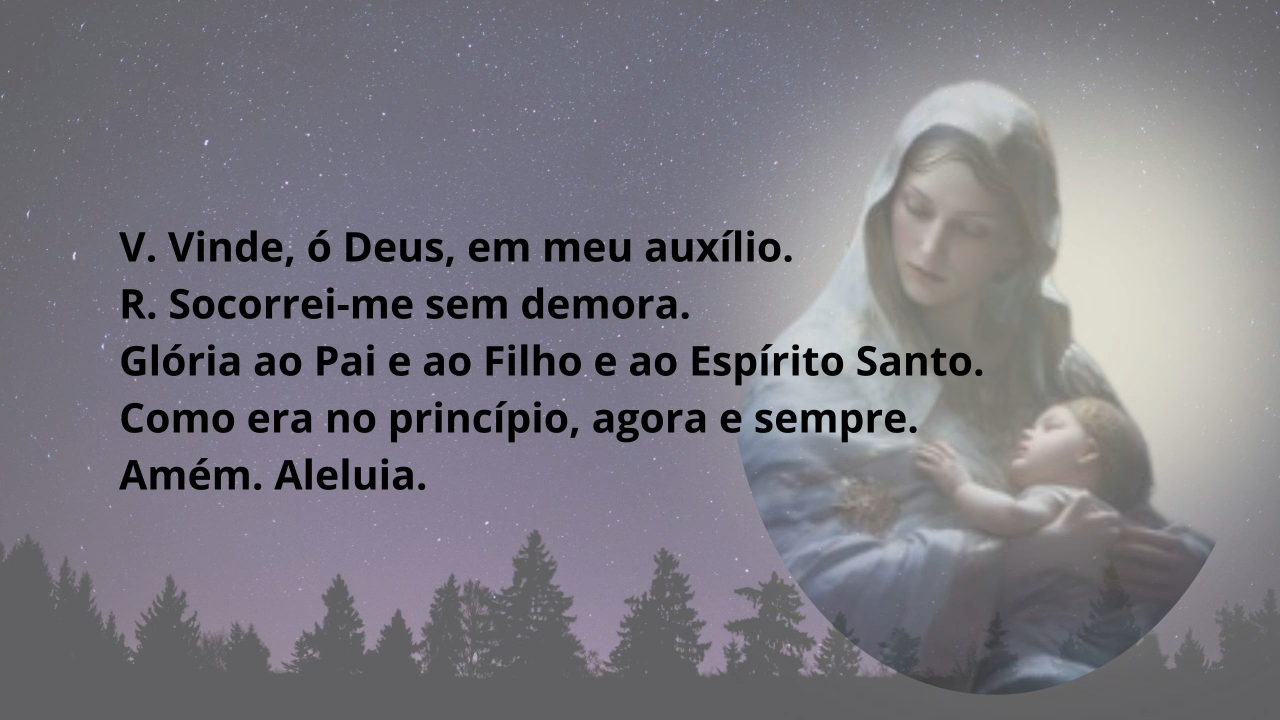 V. Vinde, ó Deus, em meu auxílio.
R. Socorrei-me sem demora.
Glória ao Pai e ao Filho e ao Espírito Santo.
Como era no princípio, agora e sempre.
Amém. Aleluia.